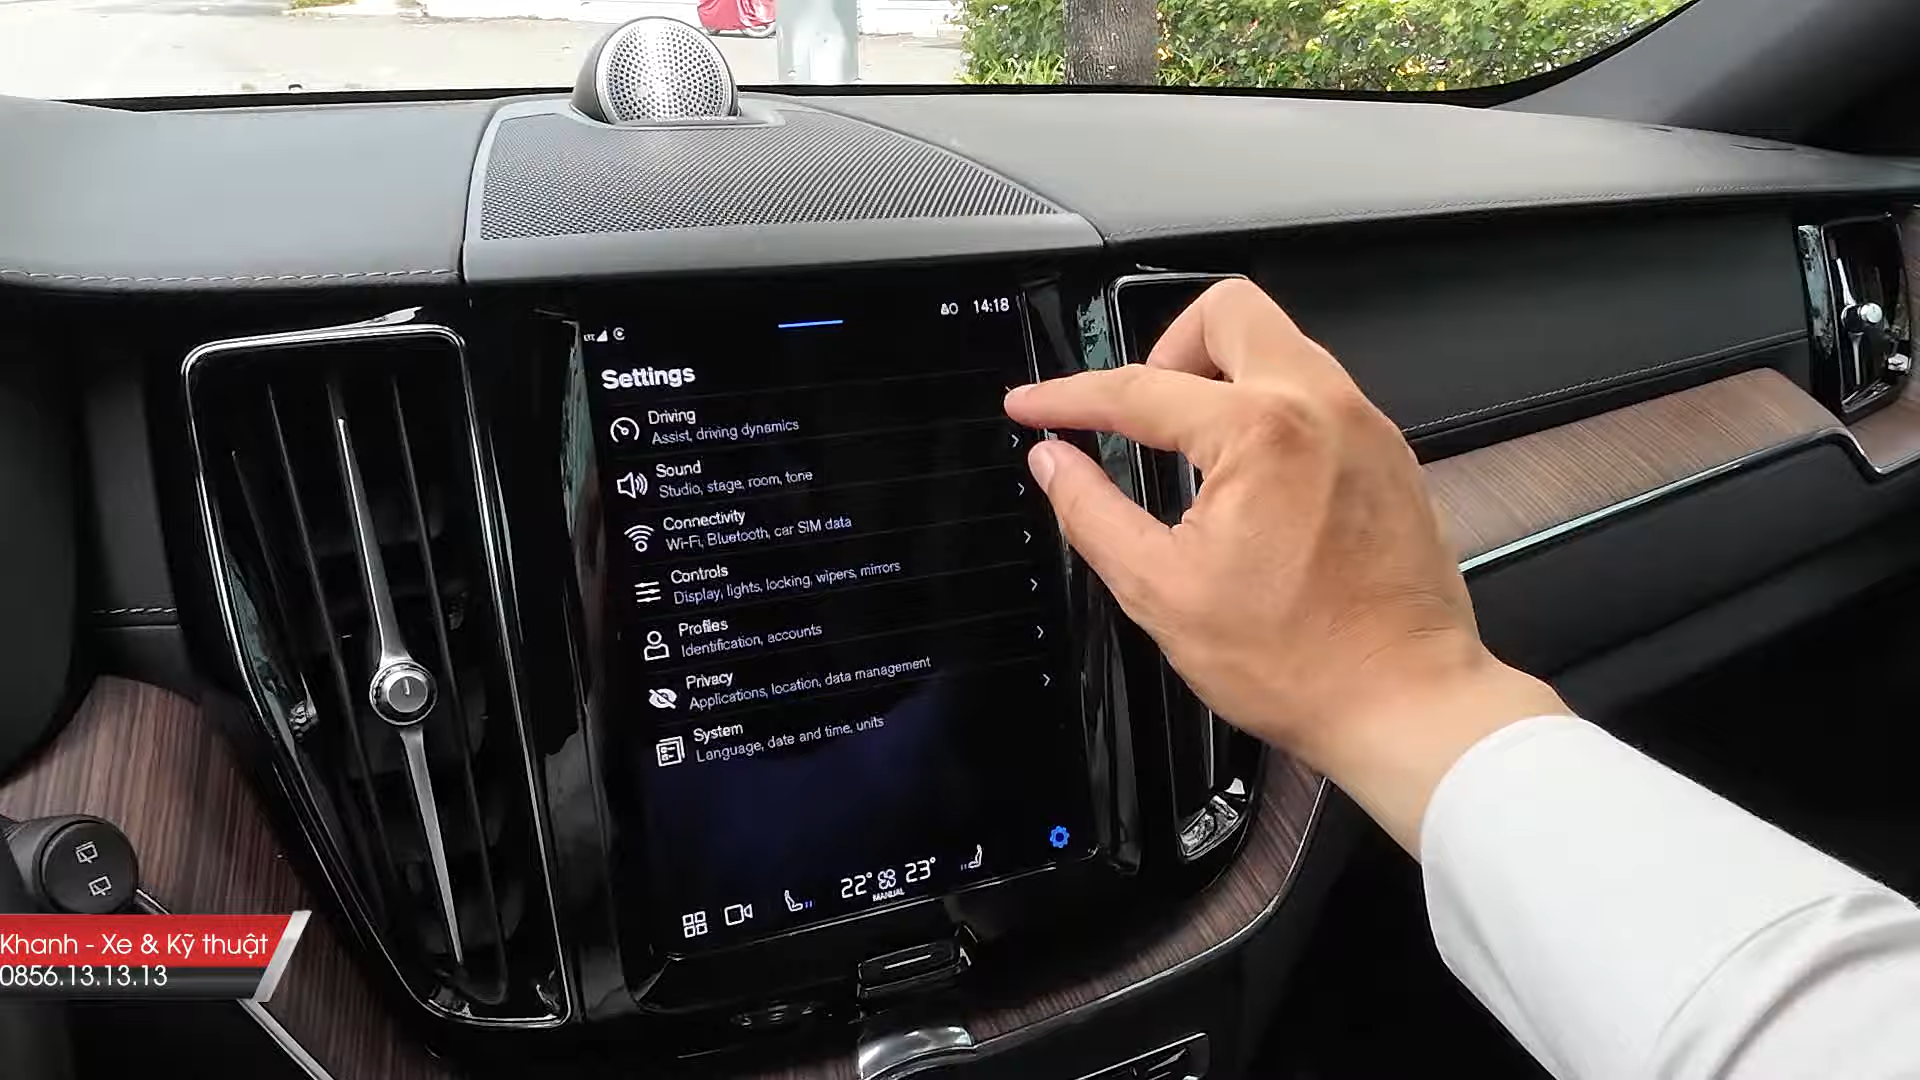 LTE
14:18
Settings
Driving
Assist, driving dynamics
Sound
Studio, stage, room, tone
Connectivity
Wi-Fi, Bluetooth, car SIM data
Controls
Display, lights, locking, wipers, mirrors
Profiles
Identification, accounts
Privacy
Applications, location, data management
System
Language, date and time, units
22° 23°
MANUAL
Khanh - Xe & Kỹ thuật
0856.13.13.13